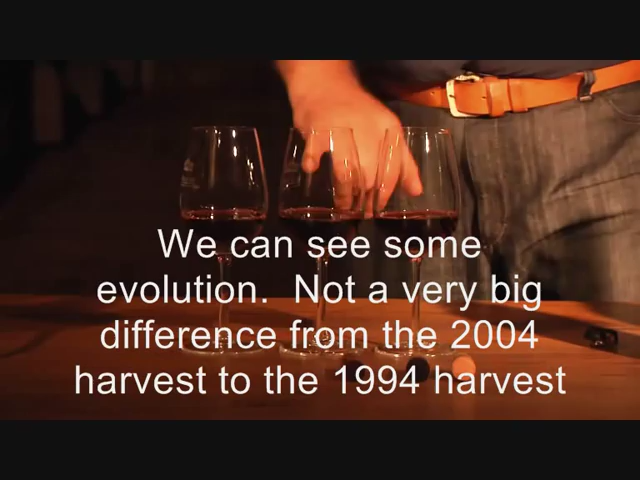 We can see some
evolution.  Not a very big
difference from the 2004
harvest to the 1994 harvest